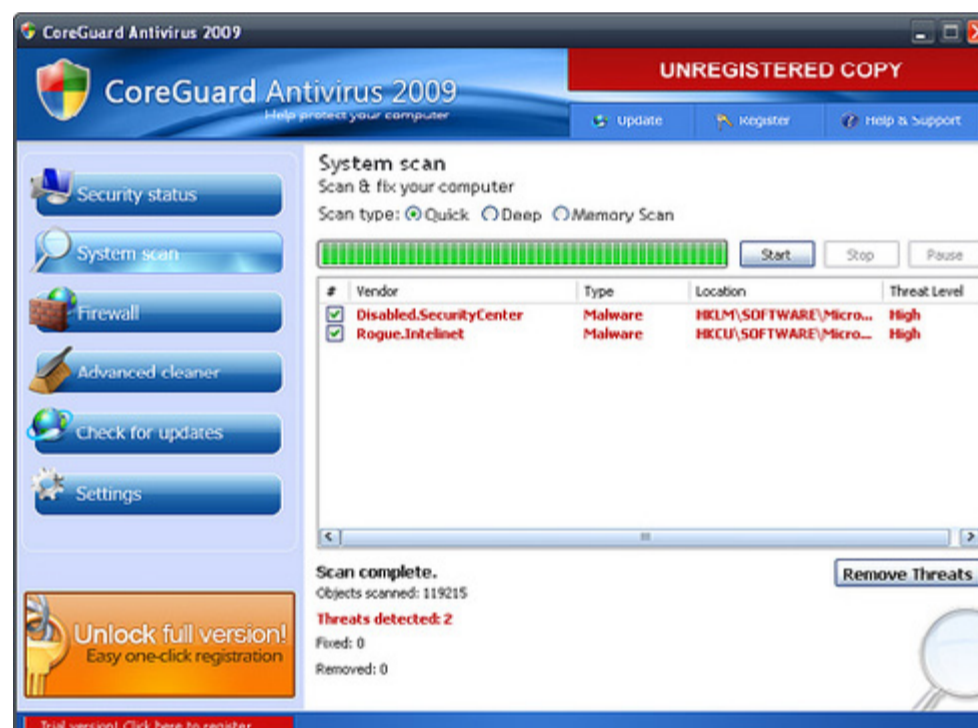 CoreGuard Antivirus 2009
CoreGuard Antivirus 2009
Help protect your computer
UNREGISTERED COPY
Update Register Help & Support
Security status
System scan
Firewall
Advanced cleaner
Check for updates
Settings
Unlock full version!
Easy one-click registration
System scan
Scan & fix your computer
Scan type: Quick Deep Memory Scan
Start Stop Pause
# Vendor Type Location Threat Level
Disabled.SecurityCenter Malware HKLM\SOFTWARE\Micro... High
Rogue.Intelinet Malware HKCU\SOFTWARE\Micro... High
Scan complete.
Remove Threats
Objects scanned: 119215
Threats detected: 2
Fixed: 0
Removed: 0
Trial version! Click here to register